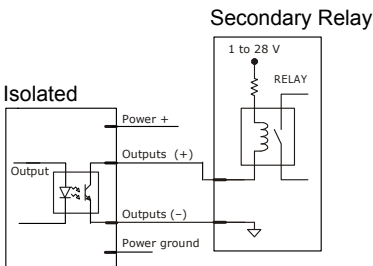 Secondary Relay
1 to 28 V
RELAY
Isolated
Power +
Outputs (+)
Output
Outputs (–)
Power ground